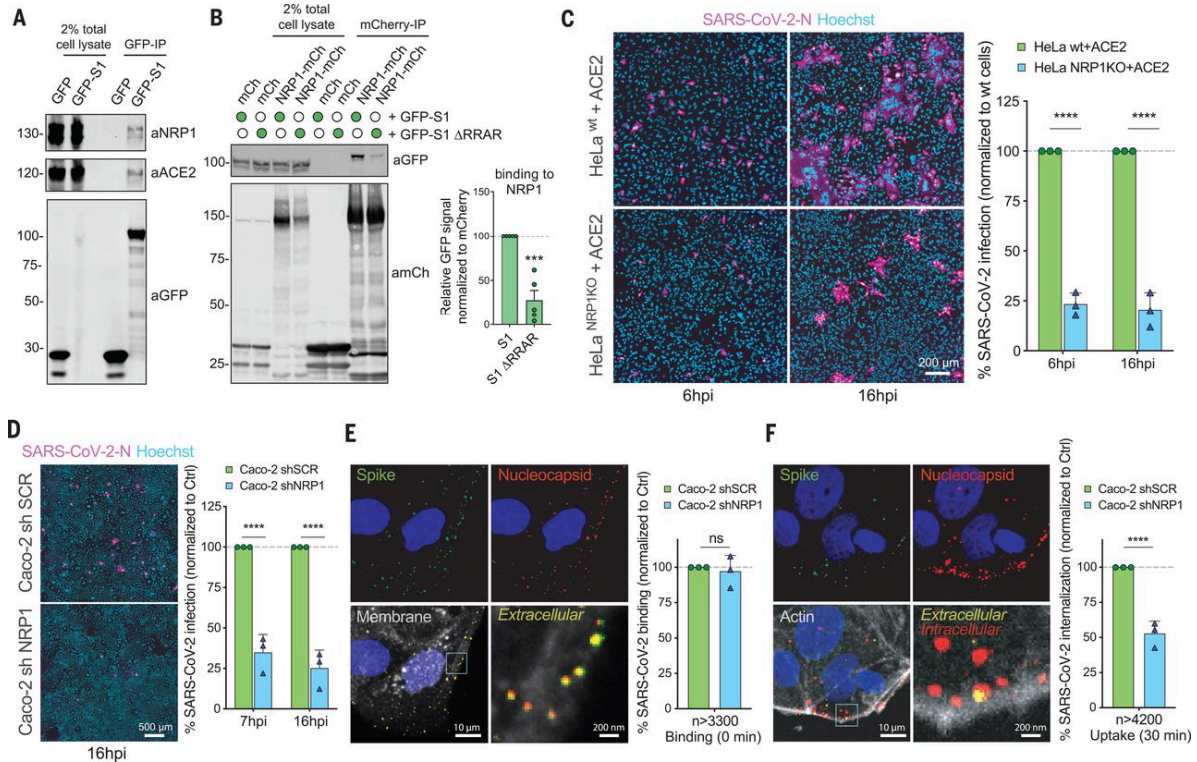 A
2% total
cell lysate
GFP-IP
GFP
GFP-S1
GFP
GFP-S1
130-
aNRP1
120-
aACE2
100-
75-
50-
30-
aGFP
B
2% total
cell lysate
mCherry-IP
mCh
mCh
NRP1-mCh
NRP1-mCh
mCh
mCh
NRP1-mCh
NRP1-mCh
+ GFP-S1
+ GFP-S1 ΔRRAR
100-
aGFP
150-
75-
50-
25-
amCh
binding to
NRP1
Relative GFP signal
normalized to mCherry
100
50
0
***
S1
S1 ΔRRAR
C
SARS-CoV-2-N Hoechst
HeLa wt + ACE2
HeLa NRP1KO + ACE2
200 µm
6hpi
16hpi
HeLa wt+ACE2
HeLa NRP1KO+ACE2
% SARS-CoV-2 infection (normalized to wt cells)
125
100
75
50
25
0
****
****
6hpi
16hpi
D
SARS-CoV-2-N Hoechst
Caco-2 sh SCR
Caco-2 sh NRP1
500 µm
16hpi
Caco-2 shSCR
Caco-2 shNRP1
% SARS-CoV-2 infection (normalized to Ctrl)
100
75
50
25
0
****
****
7hpi
16hpi
E
Spike
Nucleocapsid
Membrane
Extracellular
10 µm
200 nm
Caco-2 shSCR
Caco-2 shNRP1
% SARS-CoV-2 binding (normalized to Ctrl)
125
100
75
50
25
0
ns
n>3300
Binding (0 min)
F
Spike
Nucleocapsid
Actin
Extracellular
Intracellular
10 µm
200 nm
Caco-2 shSCR
Caco-2 shNRP1
% SARS-CoV-2 internalization (normalized to Ctrl)
125
100
75
50
25
0
****
n>4200
Uptake (30 min)